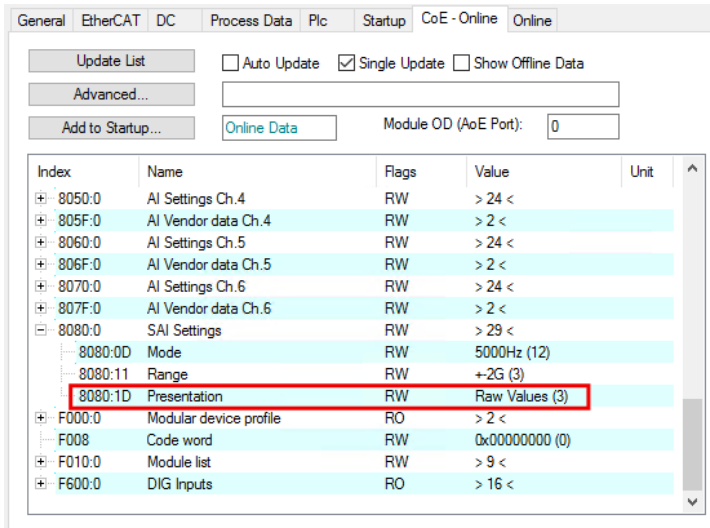 General EtherCAT DC Process Data Plc Startup CoE - Online Online
Update List Auto Update Single Update Show Offline Data
Advanced...
Add to Startup... Online Data Module OD (AoE Port): 0
Index Name Flags Value Unit
8050:0 AI Settings Ch.4 RW > 24 <
805F:0 AI Vendor data Ch.4 RW > 2 <
8060:0 AI Settings Ch.5 RW > 24 <
806F:0 AI Vendor data Ch.5 RW > 2 <
8070:0 AI Settings Ch.6 RW > 24 <
807F:0 AI Vendor data Ch.6 RW > 2 <
8080:0 SAI Settings RW > 29 <
8080:0D Mode RW 5000Hz (12)
8080:11 Range RW +-2G (3)
8080:1D Presentation RW Raw Values (3)
F000:0 Modular device profile RO > 2 <
F008 Code word RW 0x00000000 (0)
F010:0 Module list RW > 9 <
F600:0 DIG Inputs RO > 16 <